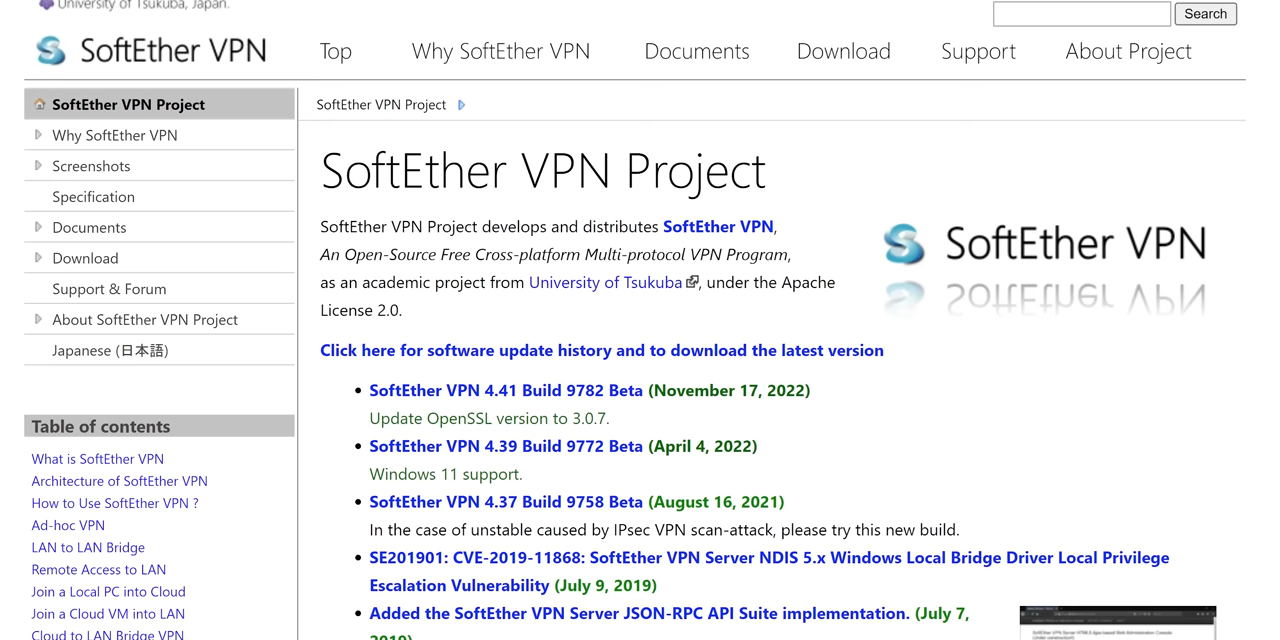 University of Tsukuba, Japan.
Search
SoftEther VPN
Top
Why SoftEther VPN
Documents
Download
Support
About Project
SoftEther VPN Project
Why SoftEther VPN
Screenshots
Specification
Documents
Download
Support & Forum
About SoftEther VPN Project
Japanese (日本語)
Table of contents
What is SoftEther VPN
Architecture of SoftEther VPN
How to Use SoftEther VPN ?
Ad-hoc VPN
LAN to LAN Bridge
Remote Access to LAN
Join a Local PC into Cloud
Join a Cloud VM into LAN
Cloud to LAN Bridge VPN
SoftEther VPN Project
SoftEther VPN Project
SoftEther VPN Project develops and distributes SoftEther VPN,
An Open-Source Free Cross-platform Multi-protocol VPN Program,
as an academic project from University of Tsukuba, under the Apache
License 2.0.
SoftEther VPN
Click here for software update history and to download the latest version
• SoftEther VPN 4.41 Build 9782 Beta (November 17, 2022)
Update OpenSSL version to 3.0.7.
• SoftEther VPN 4.39 Build 9772 Beta (April 4, 2022)
Windows 11 support.
• SoftEther VPN 4.37 Build 9758 Beta (August 16, 2021)
In the case of unstable caused by IPsec VPN scan-attack, please try this new build.
• SE201901: CVE-2019-11868: SoftEther VPN Server NDIS 5.x Windows Local Bridge Driver Local Privilege
Escalation Vulnerability (July 9, 2019)
• Added the SoftEther VPN Server JSON-RPC API Suite implementation. (July 7,
2019)